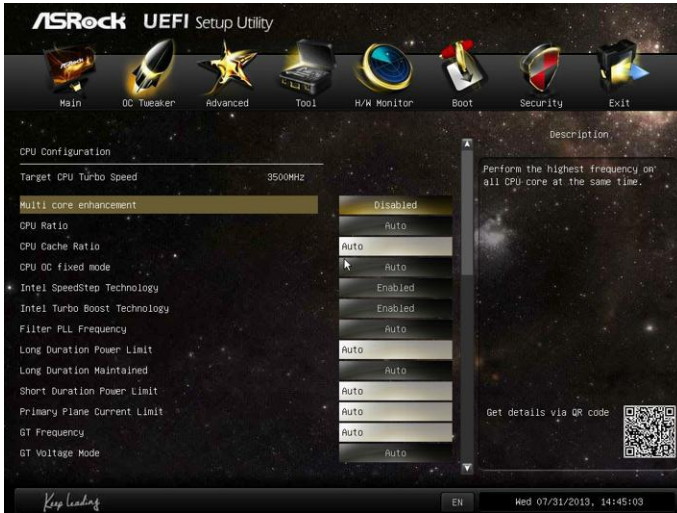 ASRock UEFI Setup Utility
Main OC Tweaker Advanced Tool H/W Monitor Boot Security Exit
Description
CPU Configuration
Perform the highest frequency on
all CPU core at the same time.
Target CPU Turbo Speed 3500MHz
Multi core enhancement Disabled
CPU Ratio Auto
CPU Cache Ratio Auto
CPU OC fixed mode Auto
Intel SpeedStep Technology Enabled
Intel Turbo Boost Technology Enabled
Filter PLL Frequency Auto
Long Duration Power Limit Auto
Long Duration Maintained Auto
Short Duration Power Limit Auto
Primary Plane Current Limit Auto
GT Frequency Auto
GT Voltage Mode Auto
Get details via QR code
Keep Leading
EN
Wed 07/31/2013, 14:45:03